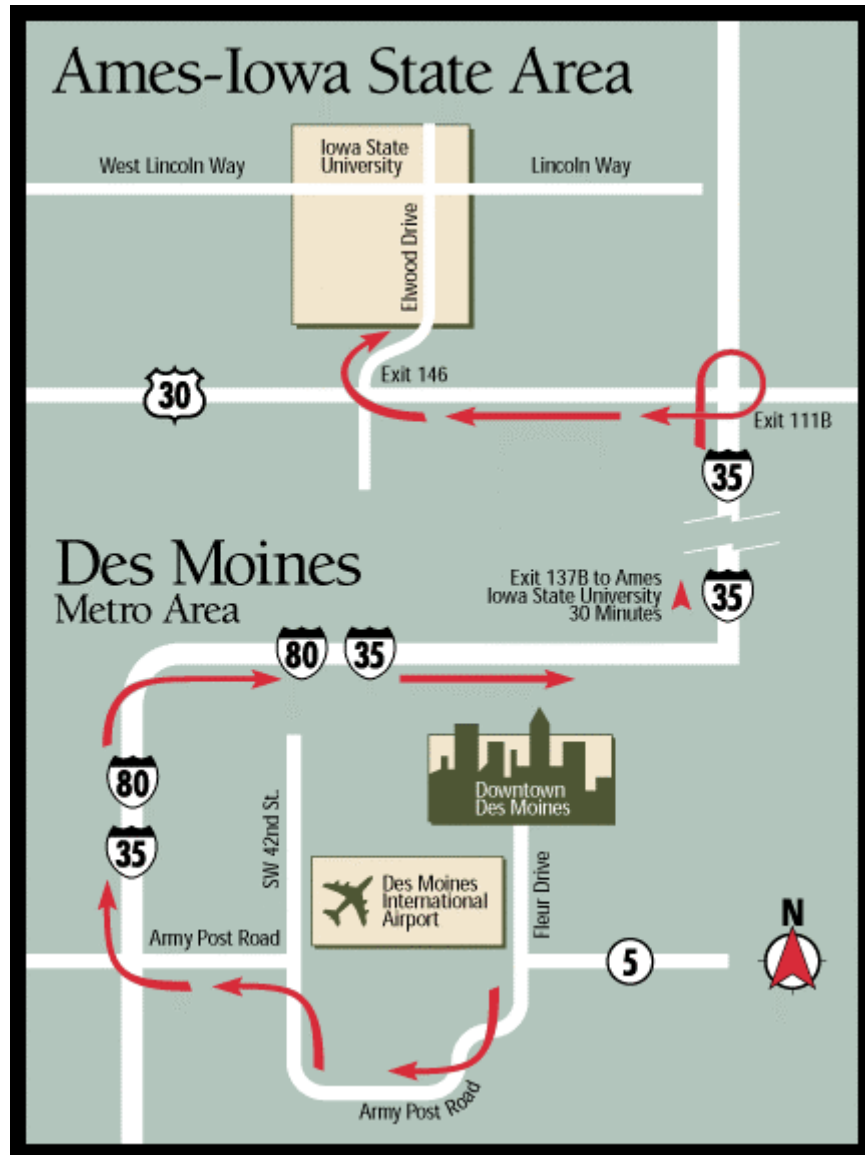 Ames-Iowa State Area
Iowa State
University
West Lincoln Way
Lincoln Way
Elwood Drive
Exit 146
30
Exit 111B
35
Des Moines
Metro Area
Exit 137B to Ames
Iowa State University
30 Minutes
35
80
35
80
35
Downtown
Des Moines
SW 42nd St.
Des Moines
International
Airport
Fleur Drive
Army Post Road
5
N
Army Post Road